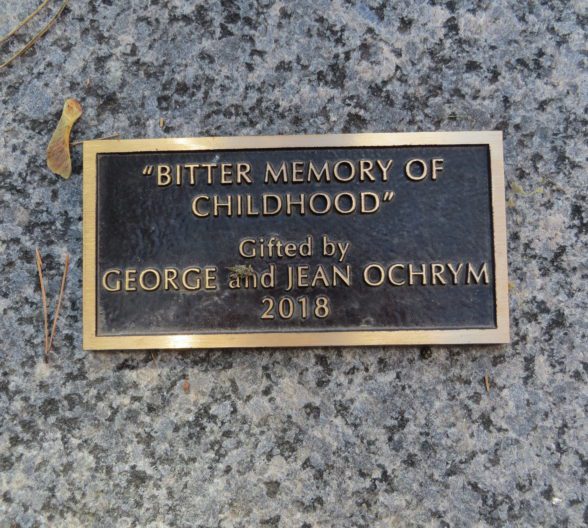 "BITTER MEMORY OF
CHILDHOOD"
Gifted by
GEORGE and JEAN OCHRYM
2018